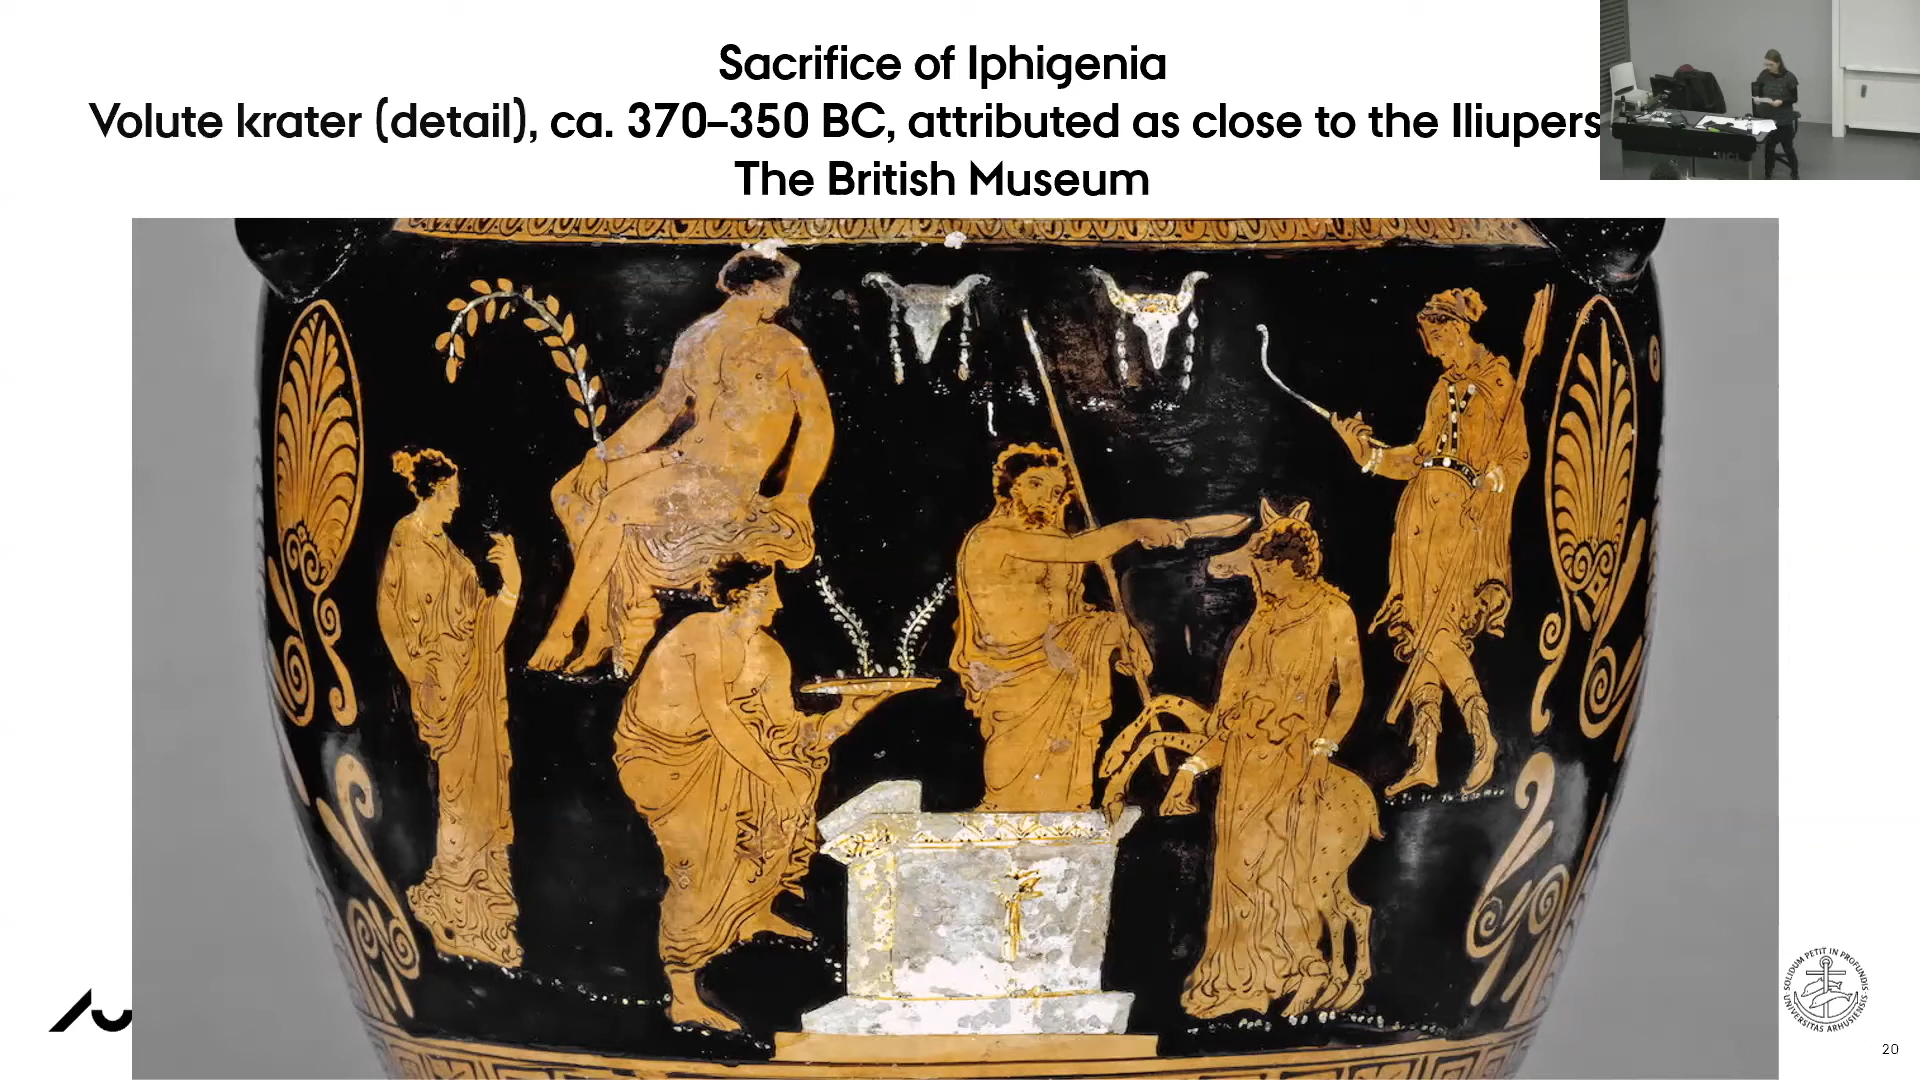 Sacrifice of Iphigenia
Volute krater (detail), ca. 370–350 BC, attributed as close to the Iliupers
The British Museum
SOLIDUM PETIT IN PROFUNDIS
UNIVERSITAS ARHUSIENSIS
20